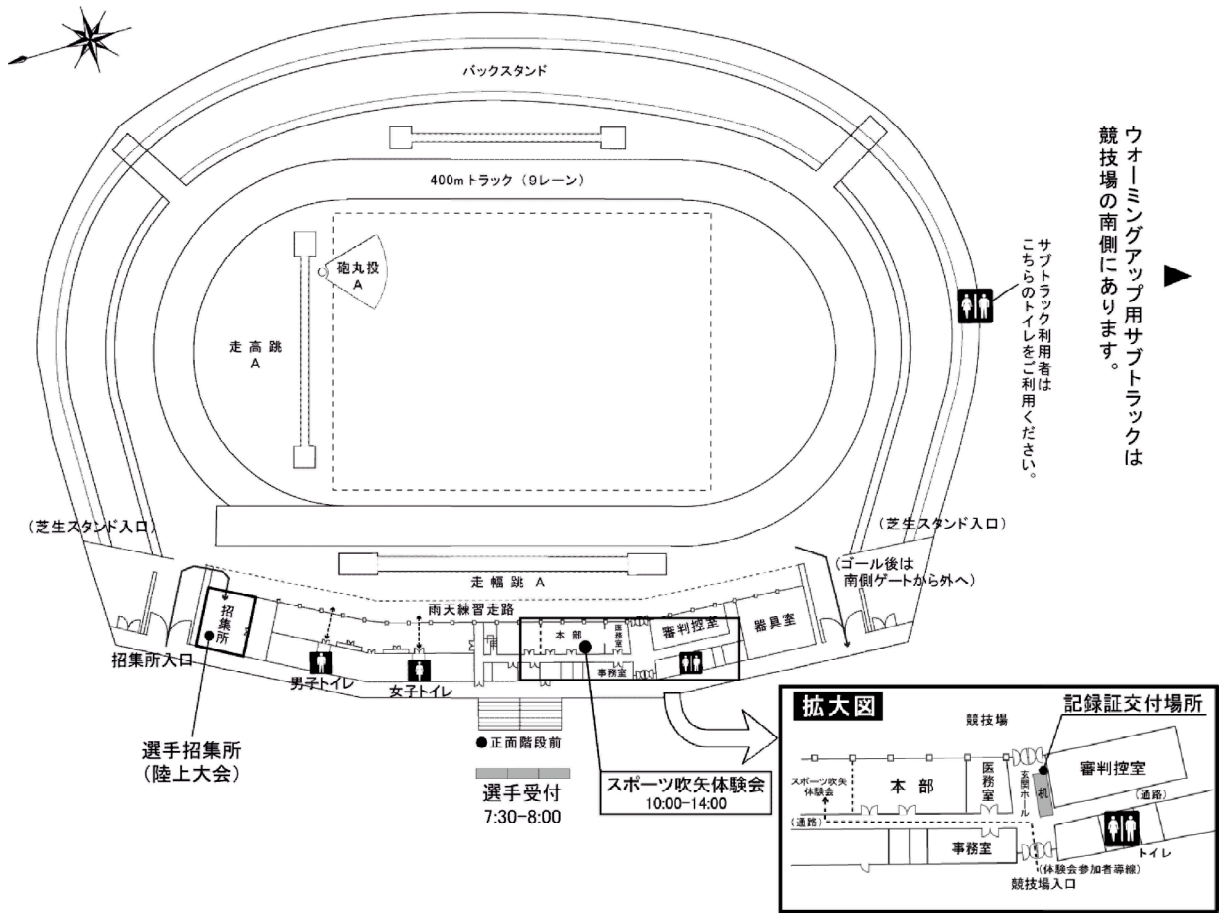 バックスタンド
400mトラック（9レーン）
砲丸投
A
走高跳
A
ウォーミングアップ用サブトラックは
競技場の南側にあります。
サブトラック利用者は
こちらのトイレをご利用ください。
（芝生スタンド入口）
（芝生スタンド入口）
（ゴール後は
南側ゲートから外へ）
走幅跳 A
雨天練習走路
招集所
本部
医務室
審判控室
器具室
事務室
招集所入口
男子トイレ
女子トイレ
選手招集所
（陸上大会）
●正面階段前
選手受付
7:30-8:00
スポーツ吹矢体験会
10:00-14:00
拡大図
競技場
記録証交付場所
スポーツ吹矢
体験会
本部
医務室
玄関ホール
机
審判控室
（通路）
（通路）
事務室
トイレ
（体験会参加者導線）
競技場入口